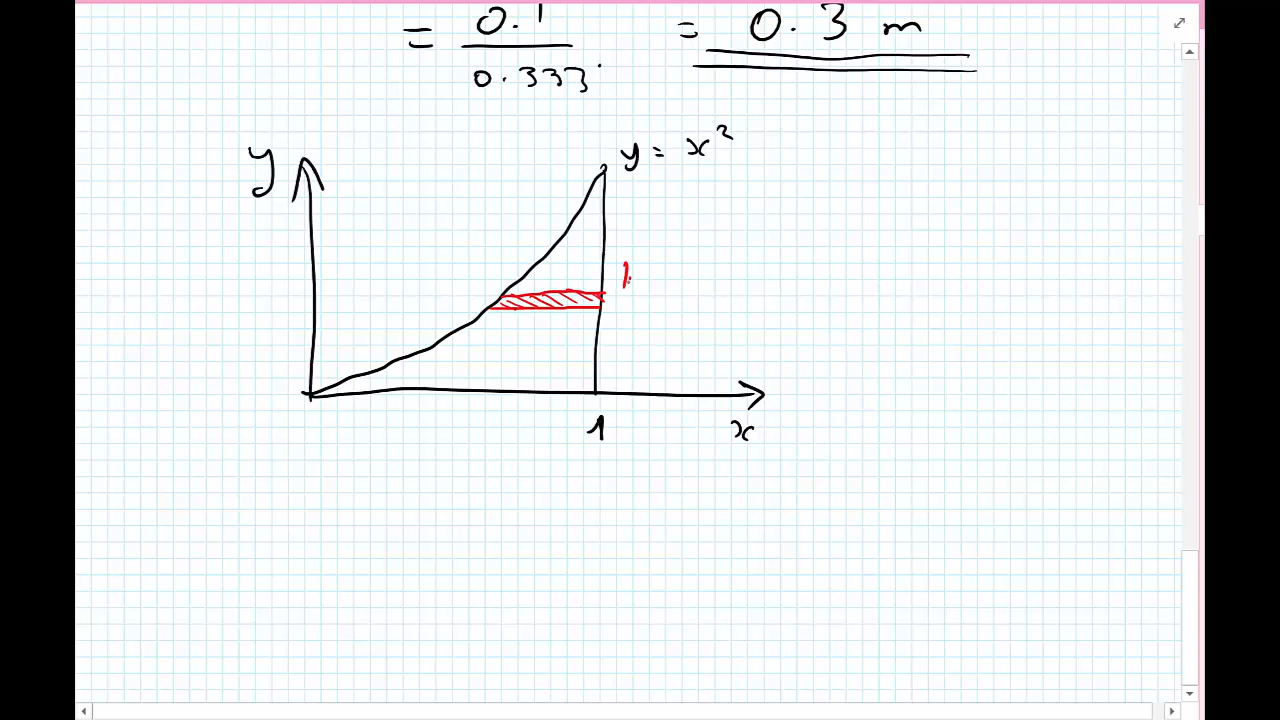 = 0.1 / 0.333 = 0.3 m
y y = x²
1 x